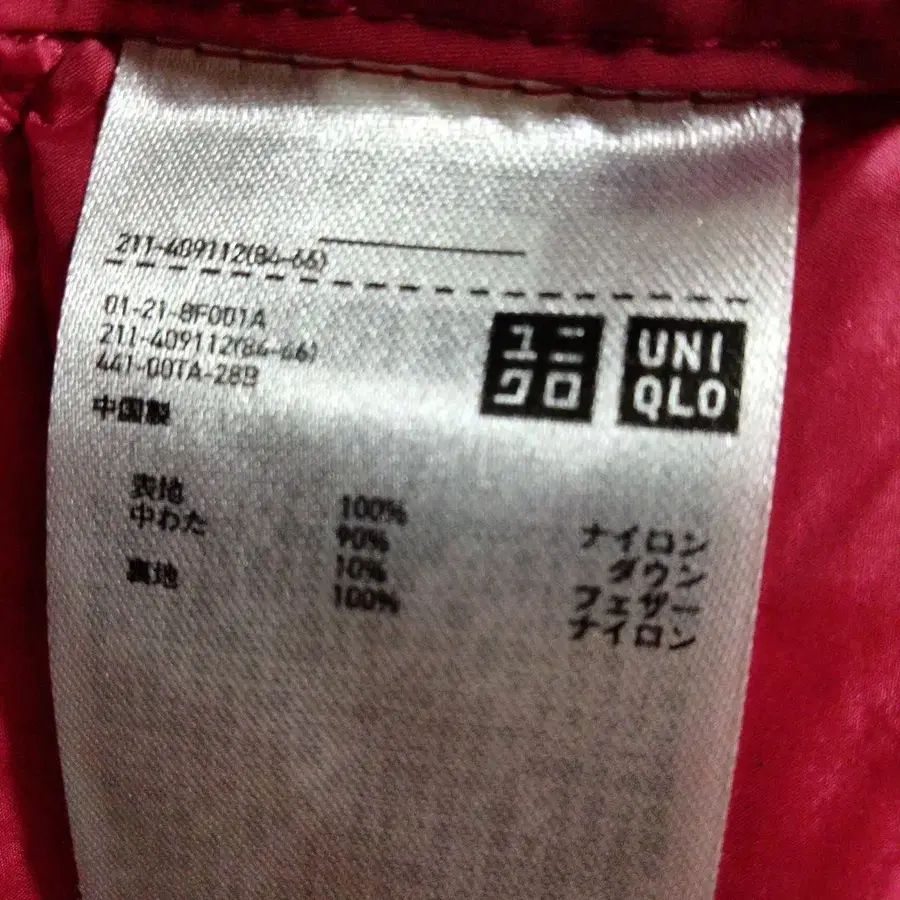 211-409112(84-66)
01-21-8F001A
211-409112(84-66)
441-001A-28B
中国製
ユニ
クロ
UNI
QLO
表地 100% ナイロン
中わた 90% ダウン
10% フェザー
裏地 100% ナイロン